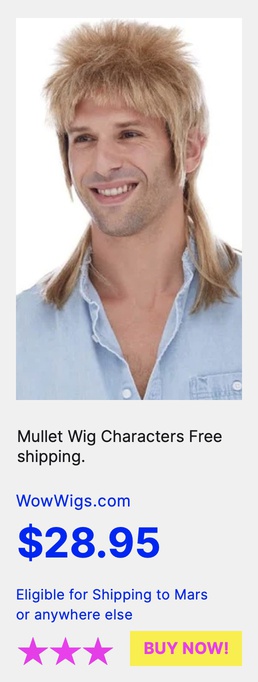 Mullet Wig Characters Free
shipping.
WowWigs.com
$28.95
Eligible for Shipping to Mars
or anywhere else
BUY NOW!